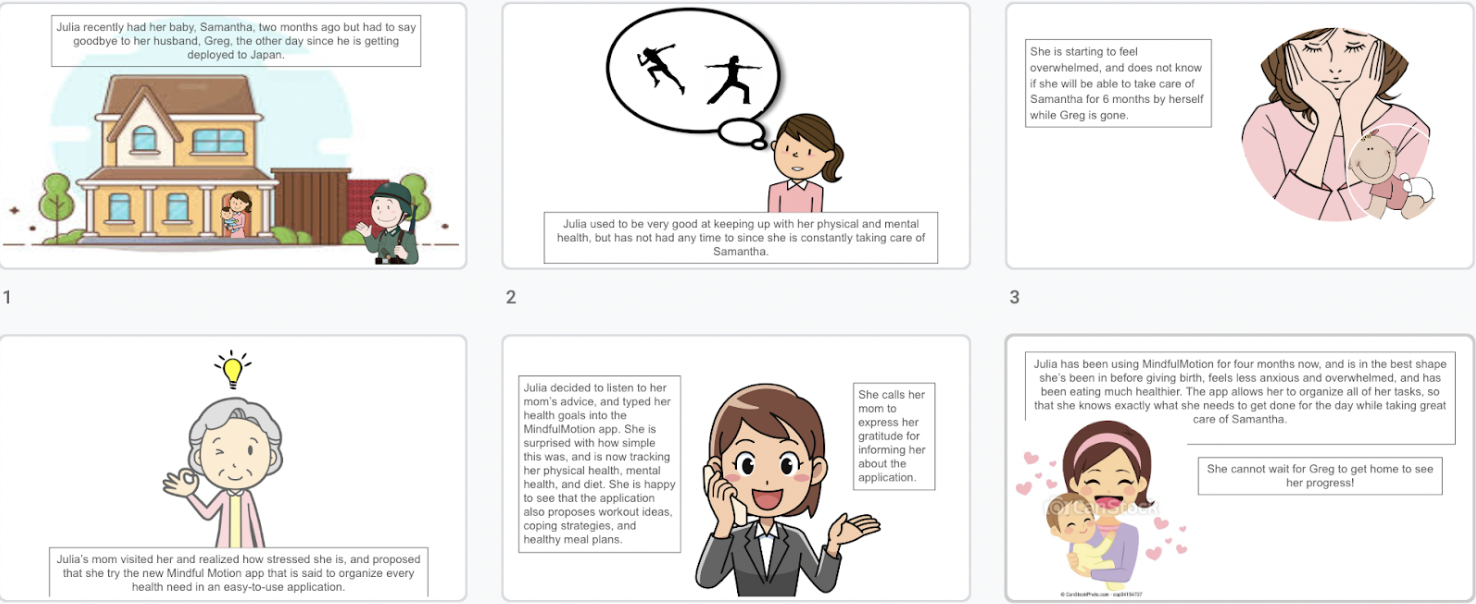 Julia recently had her baby, Samantha, two months ago but had to say
goodbye to her husband, Greg, the other day since he is getting
deployed to Japan.
Julia used to be very good at keeping up with her physical and mental
health, but has not had any time to since she is constantly taking care of
Samantha.
She is starting to feel
overwhelmed, and does not know
if she will be able to take care of
Samantha for 6 months by herself
while Greg is gone.
1
2
3
Julia's mom visited her and realized how stressed she is, and proposed
that she try the new Mindful Motion app that is said to organize every
health need in an easy-to-use application.
Julia decided to listen to her
mom's advice, and typed her
health goals into the
MindfulMotion app. She is
surprised with how simple
this was, and is now tracking
her physical health, mental
health, and diet. She is happy
to see that the application
also proposes workout ideas,
coping strategies, and
healthy meal plans.
She calls her
mom to
express her
gratitude for
informing her
about the
application.
Julia has been using MindfulMotion for four months now, and is in the best shape
she's been in before giving birth, feels less anxious and overwhelmed, and has
been eating much healthier. The app allows her to organize all of her tasks, so
that she knows exactly what she needs to get done for the day while taking great
care of Samantha.
She cannot wait for Greg to get home to see
her progress!
CanStock
© CanStockPhoto.com